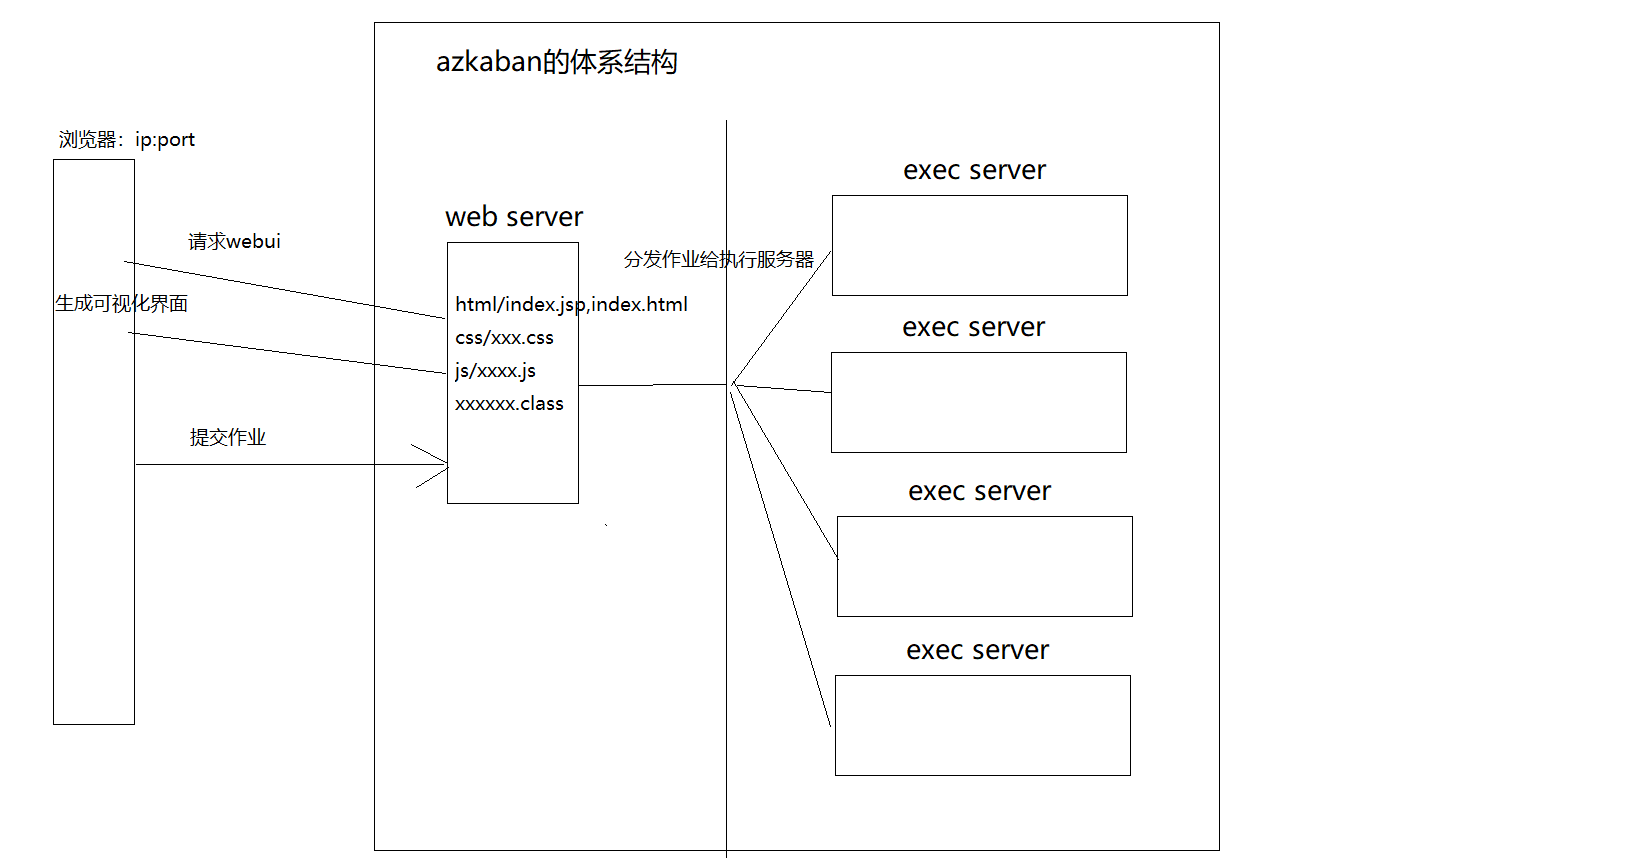 azkaban的体系结构
浏览器：ip:port
请求webui
生成可视化界面
提交作业
web server
html/index.jsp,index.html
css/xxx.css
js/xxxx.js
xxxxxx.class
分发作业给执行服务器
exec server
exec server
exec server
exec server